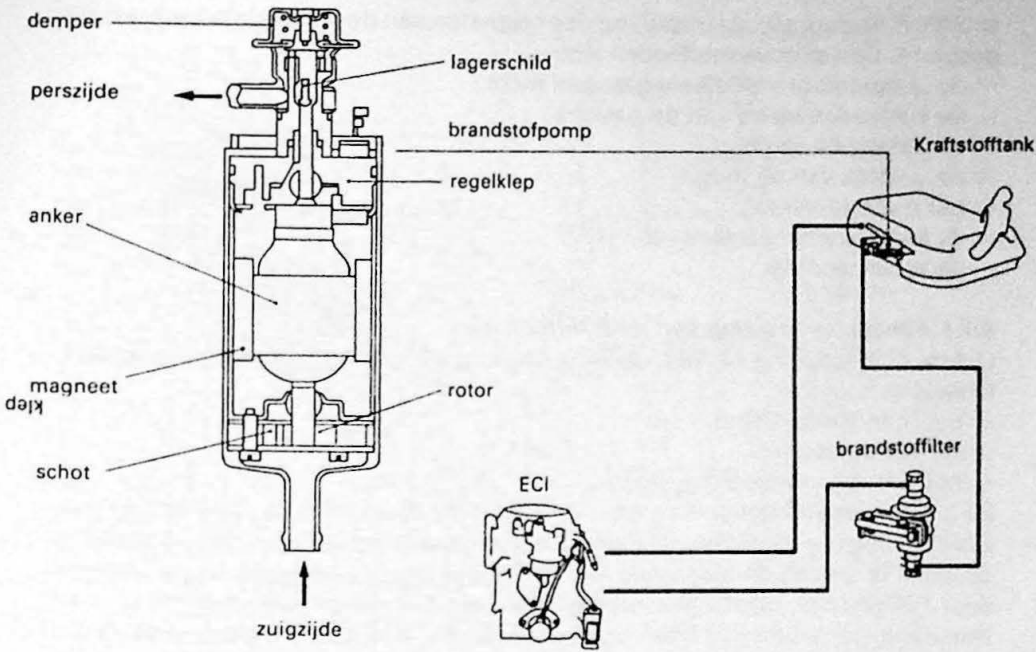 demper
lagerschild
perszijde
brandstofpomp
Kraftstofftank
regelklep
anker
magneet
klep
rotor
schot
brandstoffilter
ECI
zuigzijde